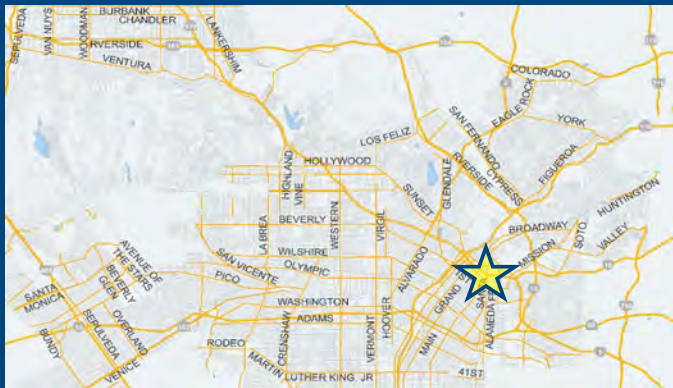 BURBANK
CHANDLER
SEPULVEDA
VAN NUYS
WOODMAN
RIVERSIDE
VENTURA
LANKERSHIM
COLORADO
EAGLE ROCK
YORK
SAN FERNANDO
LOS FELIZ
RIVERSIDE
CYPRESS
FIGUEROA
HOLLYWOOD
HIGHLAND
VINE
SUNSET
GLENDALE
HUNTINGTON
LA BREA
BEVERLY
WESTERN
VIRGIL
BROADWAY
SOTO
VALLEY
MISSION
AVENUE OF
THE STARS
BEVERLY
GLEN
SAN VICENTE
WILSHIRE
OLYMPIC
PICO
ALVARADO
1ST
GRAND
SANTA
MONICA
WASHINGTON
ADAMS
HOOVER
ALAMEDA
MAIN
BUNDY
SEPULVEDA
OVERLAND
VENICE
RODEO
CRENSHAW
VERMONT
MARTIN
LUTHER KING, JR
41ST